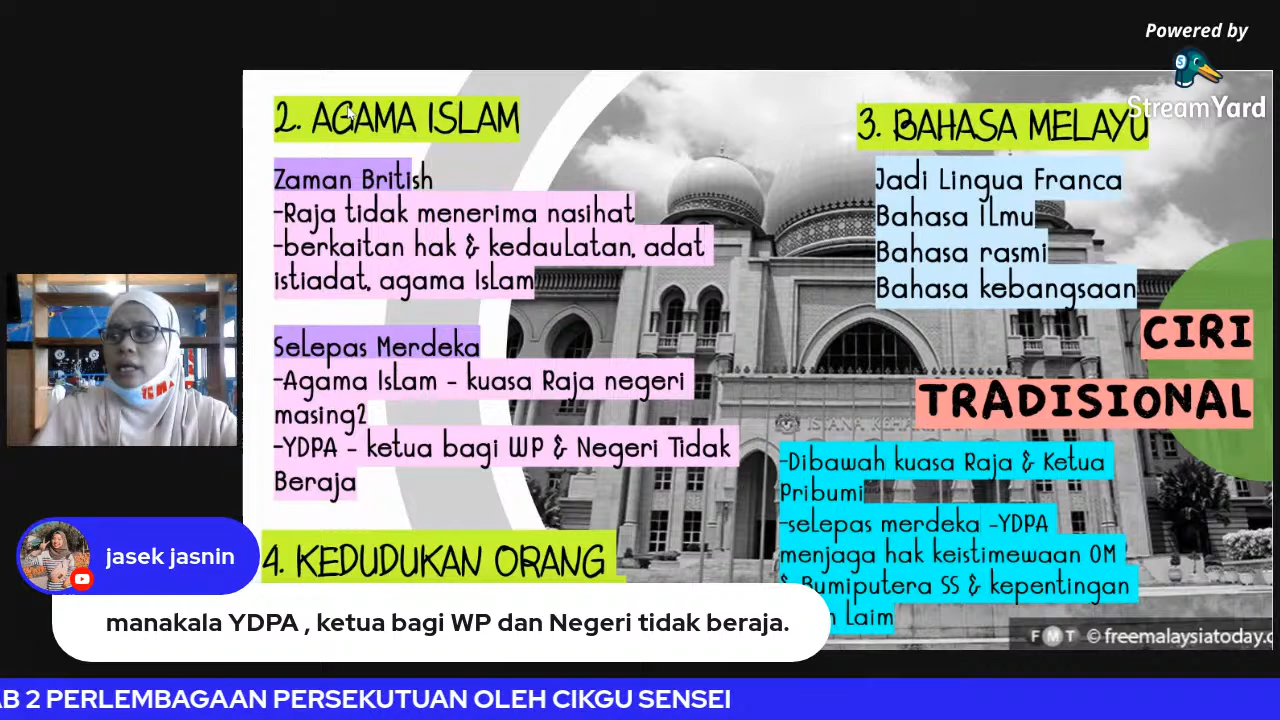 Powered by
StreamYard
2. AGAMA ISLAM
Zaman British
-Raja tidak menerima nasihat
-berkaitan hak & kedaulatan, adat
istiadat, agama Islam
Selepas Merdeka
-Agama Islam - kuasa Raja negeri
masing2
-YDPA - ketua bagi WP & Negeri Tidak
Beraja
3. BAHASA MELAYU
Jadi Lingua Franca
Bahasa Ilmu
Bahasa rasmi
Bahasa kebangsaan
CIRI
TRADISIONAL
4. KEDUDUKAN ORANG
-Dibawah kuasa Raja & Ketua
Pribumi
-selepas merdeka -YDPA
menjaga hak keistimewaan OM
& Bumiputera SS & kepentingan
Laim
FMT © freemalaysiatoday.c
jasek jasnin
manakala YDPA , ketua bagi WP dan Negeri tidak beraja.
AB 2 PERLEMBAGAAN PERSEKUTUAN OLEH CIKGU SENSEI